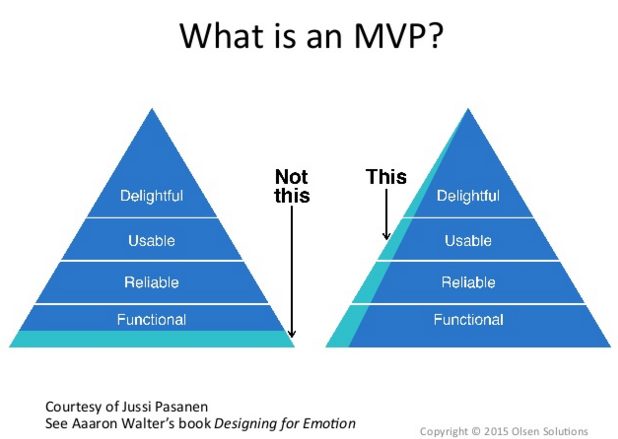 What is an MVP?
Not
this
This
Delightful
Usable
Reliable
Functional
Delightful
Usable
Reliable
Functional
Courtesy of Jussi Pasanen
See Aaaron Walter's book Designing for Emotion
Copyright © 2015 Olsen Solutions